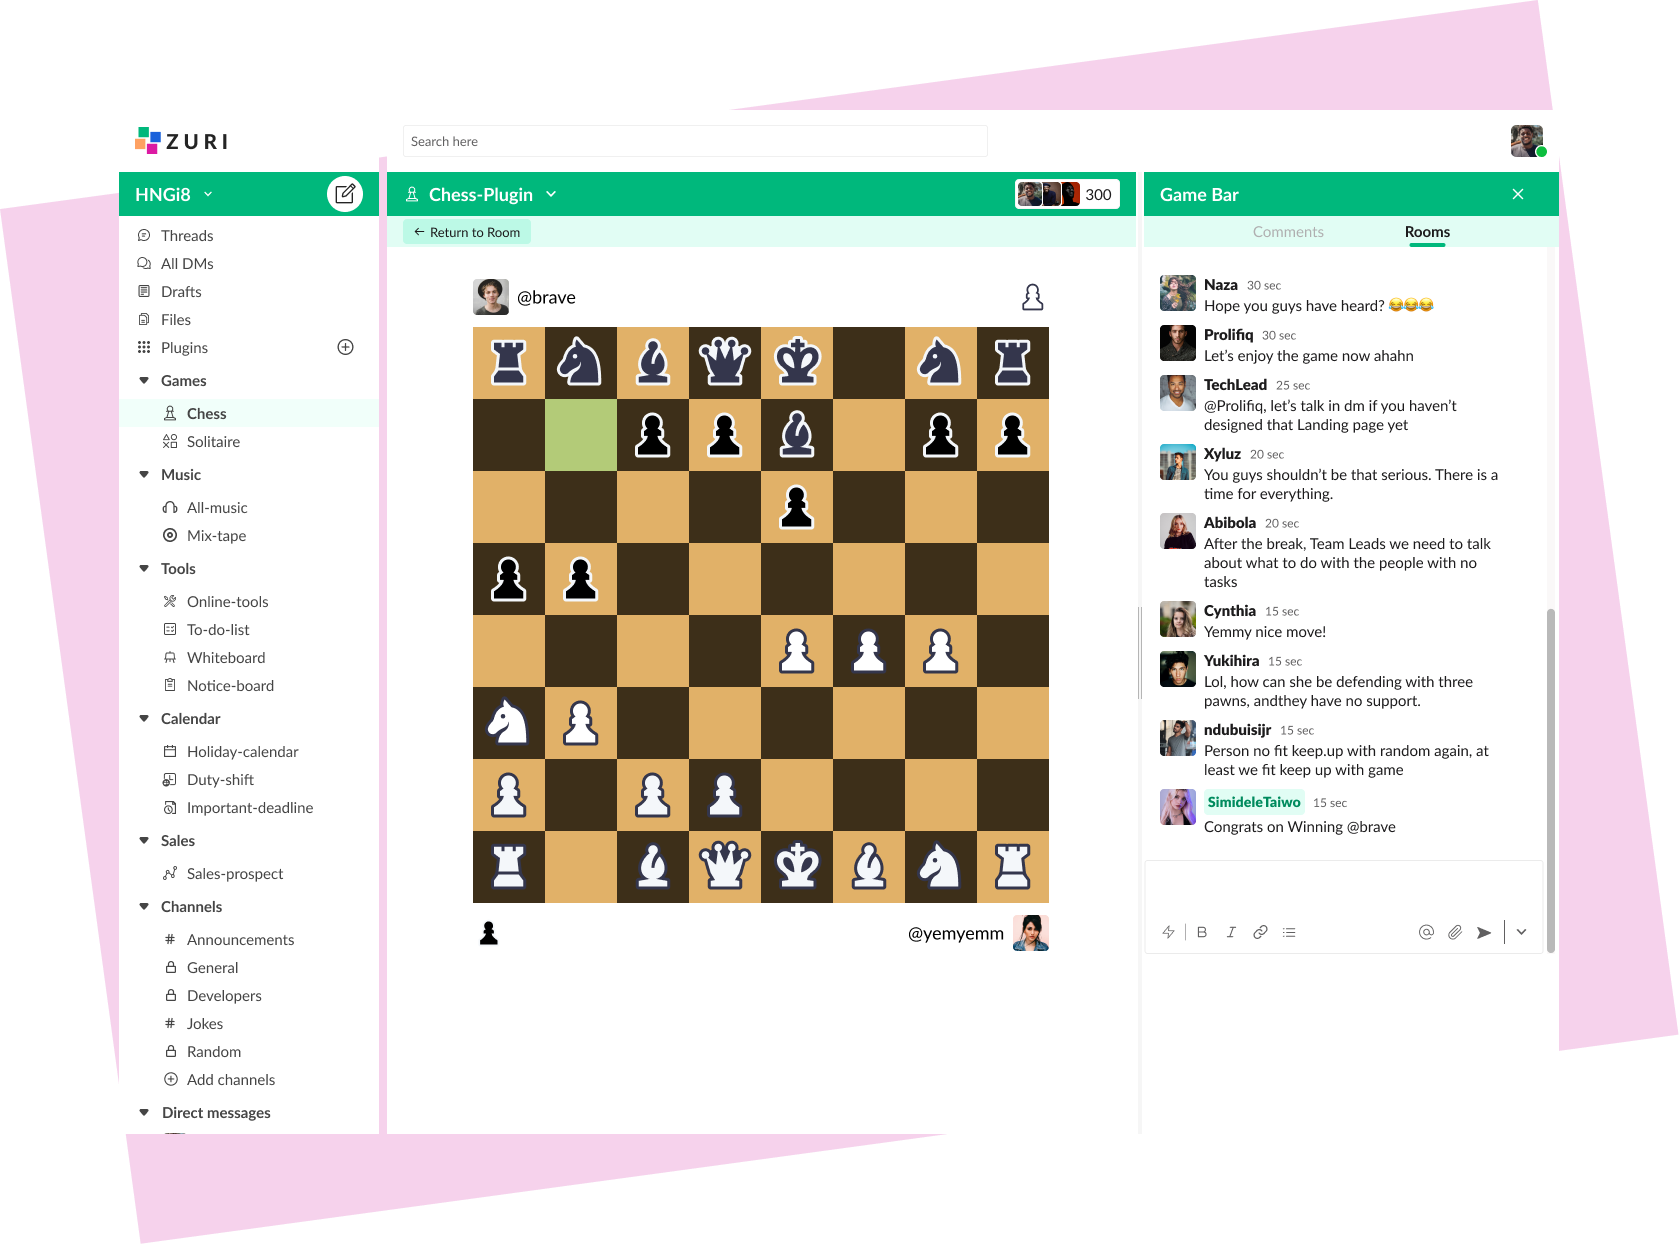 ZURI
Search here
HNGi8
Threads
All DMs
Drafts
Files
Plugins
Games
Chess
Solitaire
Music
All-music
Mix-tape
Tools
Online-tools
To-do-list
Whiteboard
Notice-board
Calendar
Holiday-calendar
Duty-shift
Important-deadline
Sales
Sales-prospect
Channels
# Announcements
General
Developers
# Jokes
Random
Add channels
Direct messages
Chess-Plugin
300
← Return to Room
@brave
@yemyemm
Game Bar
Comments
Rooms
Naza 30 sec
Hope you guys have heard? 😂😂😂
Prolifiq 30 sec
Let’s enjoy the game now ahahn
TechLead 25 sec
@Prolifiq, let’s talk in dm if you haven’t
designed that Landing page yet
Xyluz 20 sec
You guys shouldn’t be that serious. There is a
time for everything.
Abibola 20 sec
After the break, Team Leads we need to talk
about what to do with the people with no
tasks
Cynthia 15 sec
Yemmy nice move!
Yukihira 15 sec
Lol, how can she be defending with three
pawns, andthey have no support.
ndubuisijr 15 sec
Person no fit keep.up with random again, at
least we fit keep up with game
SimideleTaiwo 15 sec
Congrats on Winning @brave
B I